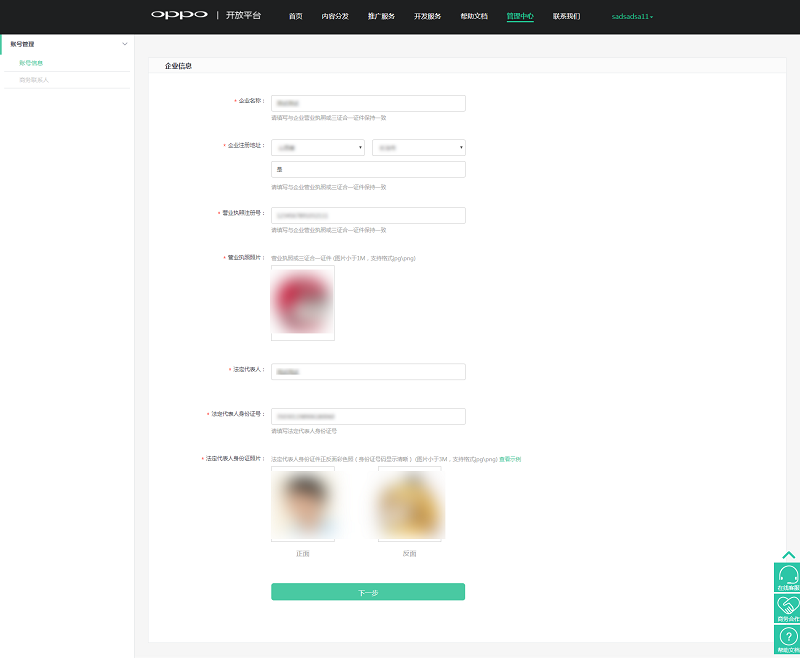 oppo | 开放平台 首页 内容分发 推广服务 开发服务 帮助文档 管理中心 联系我们 sadsadsa11
账号管理
账号信息
商务联系人
企业信息
* 企业名称：
请填写与企业营业执照或三证合一证件保持一致
* 企业注册地址：
是
请填写与企业营业执照或三证合一证件保持一致
* 营业执照注册号：
请填写与企业营业执照或三证合一证件保持一致
* 营业执照照片： 营业执照或三证合一证件 (图片小于1M，支持格式jpg\png)
* 法定代表人：
* 法定代表人身份证号：
请填写法定代表人身份证号
* 法定代表人身份证照片： 法定代表人身份证件正反面彩色照 ( 身份证号码显示清晰 ) (图片小于3M，支持格式jpg\png) 查看示例
正面 反面
下一步
在线客服
商务合作
帮助文档